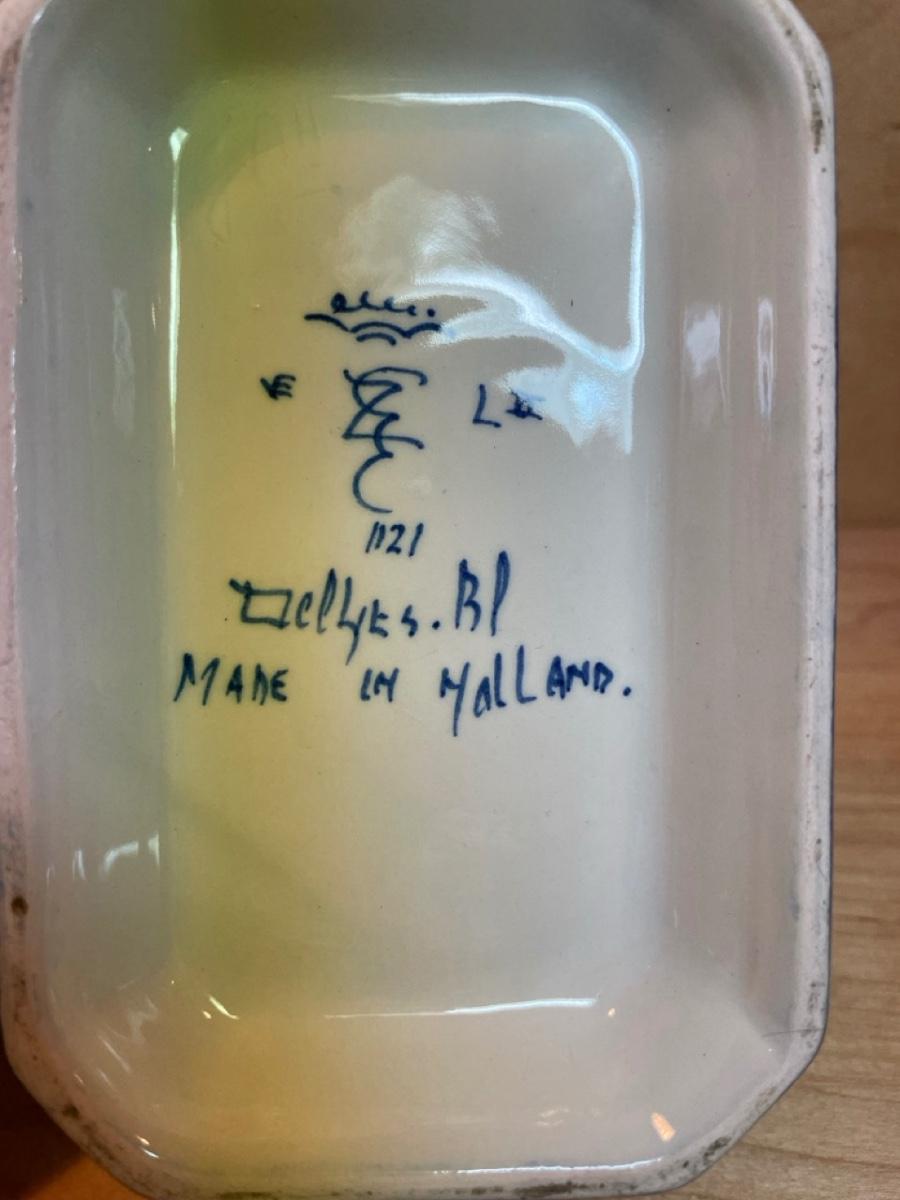 1121
Delfts.Bl
MADE IN HOLLAND.